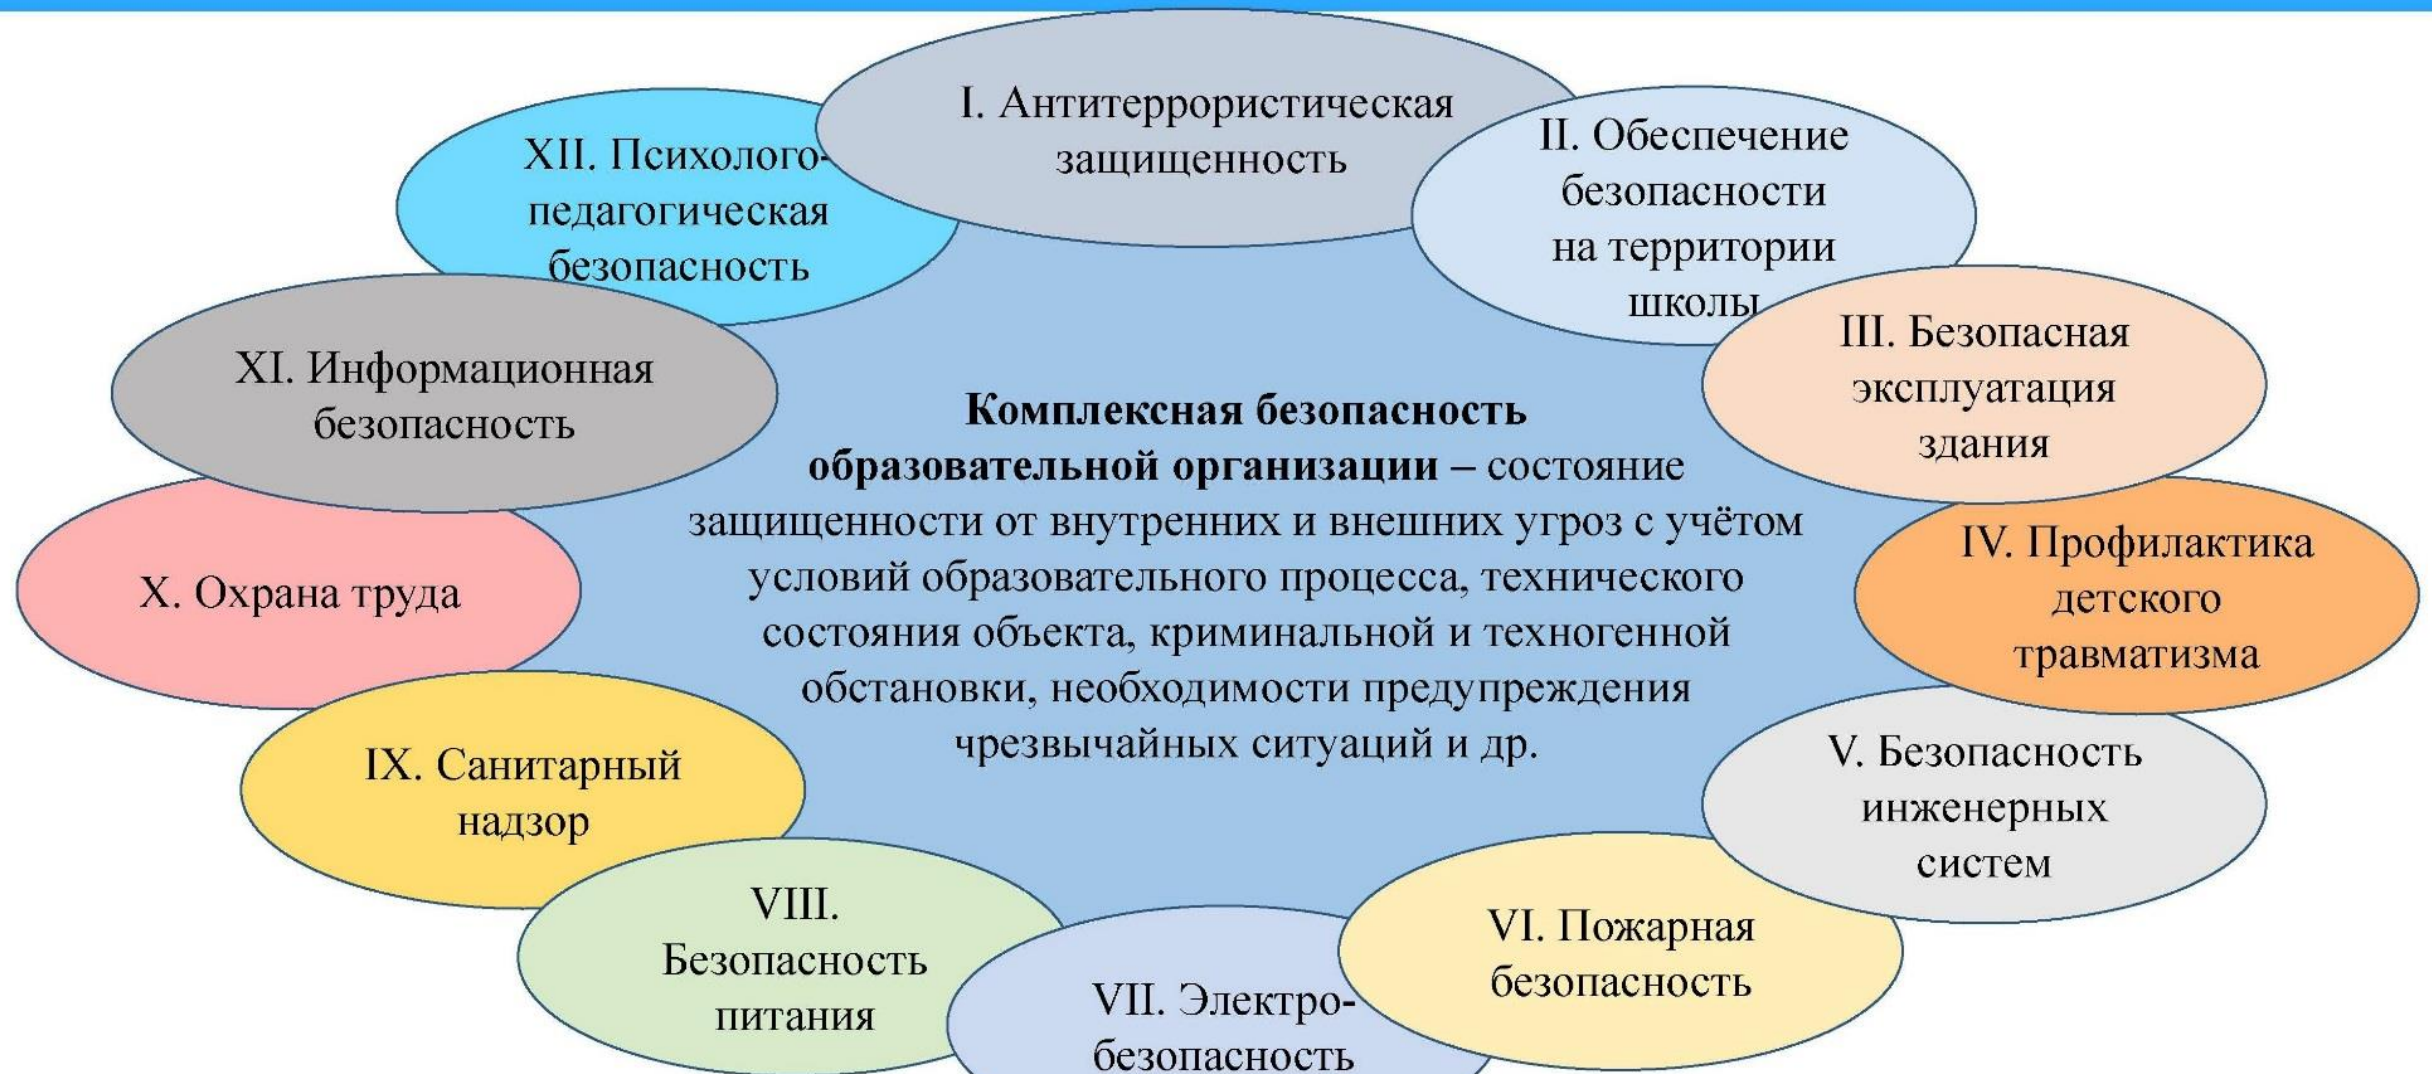 I. Антитеррористическая
защищенность
II. Обеспечение
безопасности
на территории
школы
III. Безопасная
эксплуатация
здания
IV. Профилактика
детского
травматизма
V. Безопасность
инженерных
систем
VI. Пожарная
безопасность
VII. Электро-
безопасность
VIII.
Безопасность
питания
IX. Санитарный
надзор
X. Охрана труда
XI. Информационная
безопасность
XII. Психолого-
педагогическая
безопасность
Комплексная безопасность
образовательной организации – состояние
защищенности от внутренних и внешних угроз с учётом
условий образовательного процесса, технического
состояния объекта, криминальной и техногенной
обстановки, необходимости предупреждения
чрезвычайных ситуаций и др.